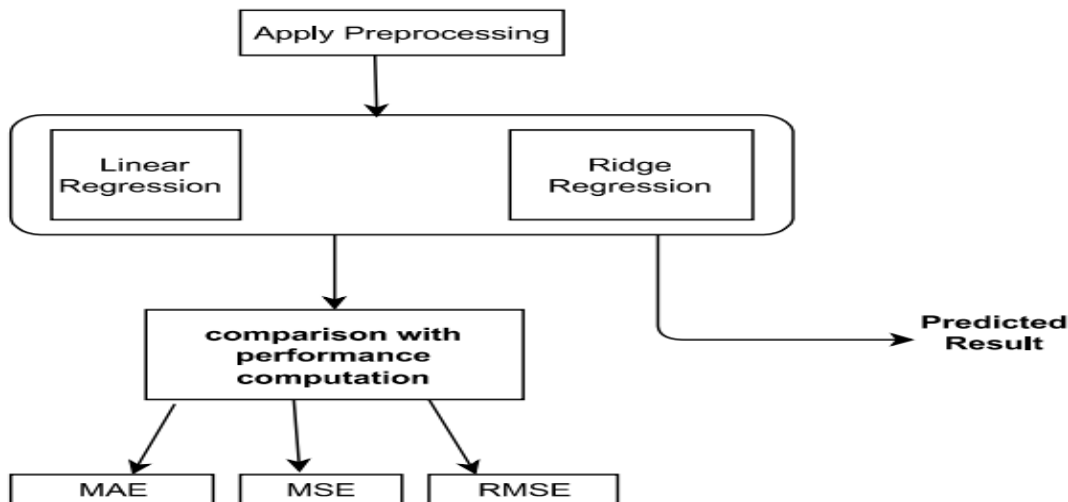 Apply Preprocessing
Linear
Regression
Ridge
Regression
comparison with
performance
computation
Predicted
Result
MAE
MSE
RMSE